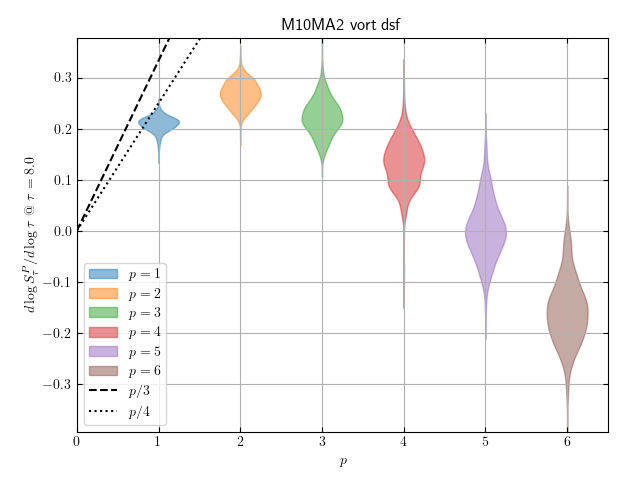 M10MA2 vort dsf
d log S_τ^P / d log τ @ τ = 8.0
0.3
0.2
0.1
0.0
−0.1
−0.2
−0.3
p = 1
p = 2
p = 3
p = 4
p = 5
p = 6
p/3
p/4
0 1 2 3 4 5 6
p